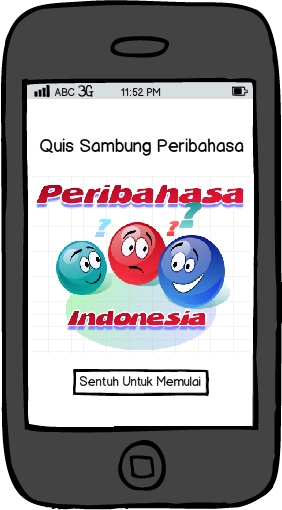 ABC 3G 11:52 PM
Quis Sambung Peribahasa
Peribahasa
? ? ?
Indonesia
Sentuh Untuk Memulai